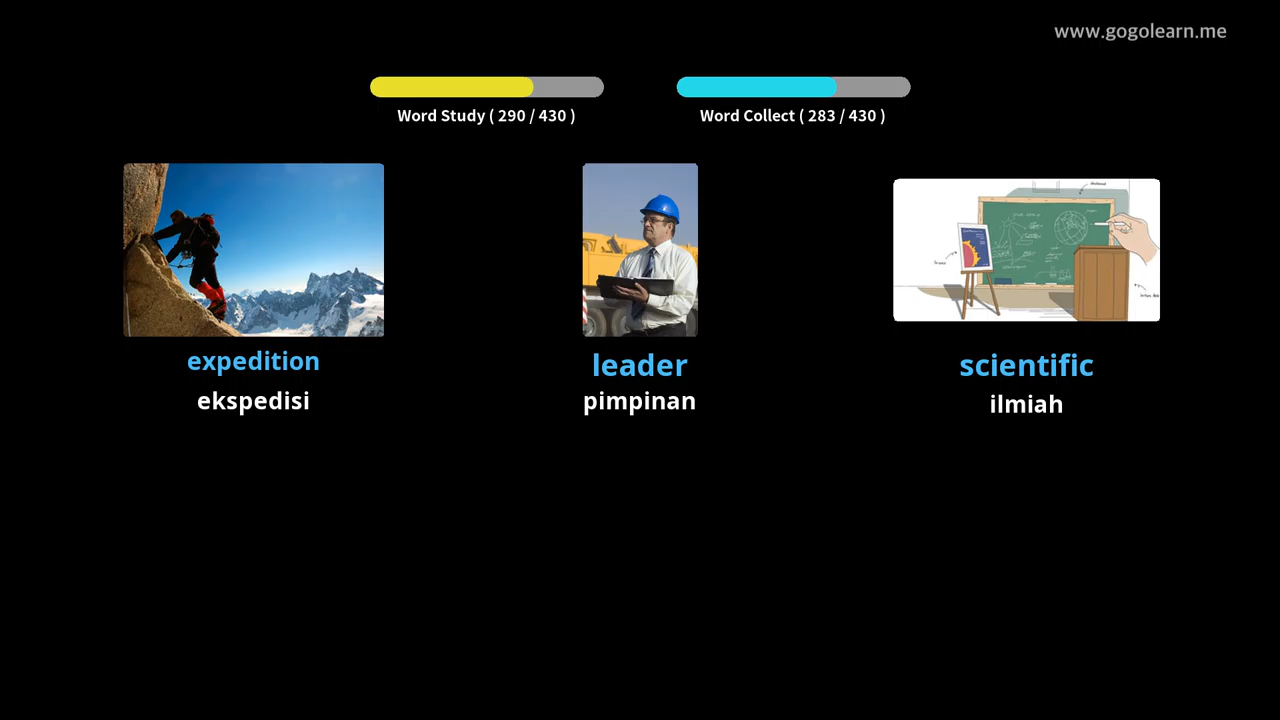 www.gogolearn.me
Word Study ( 290 / 430 )
Word Collect ( 283 / 430 )
expedition
leader
scientific
ekspedisi
pimpinan
ilmiah